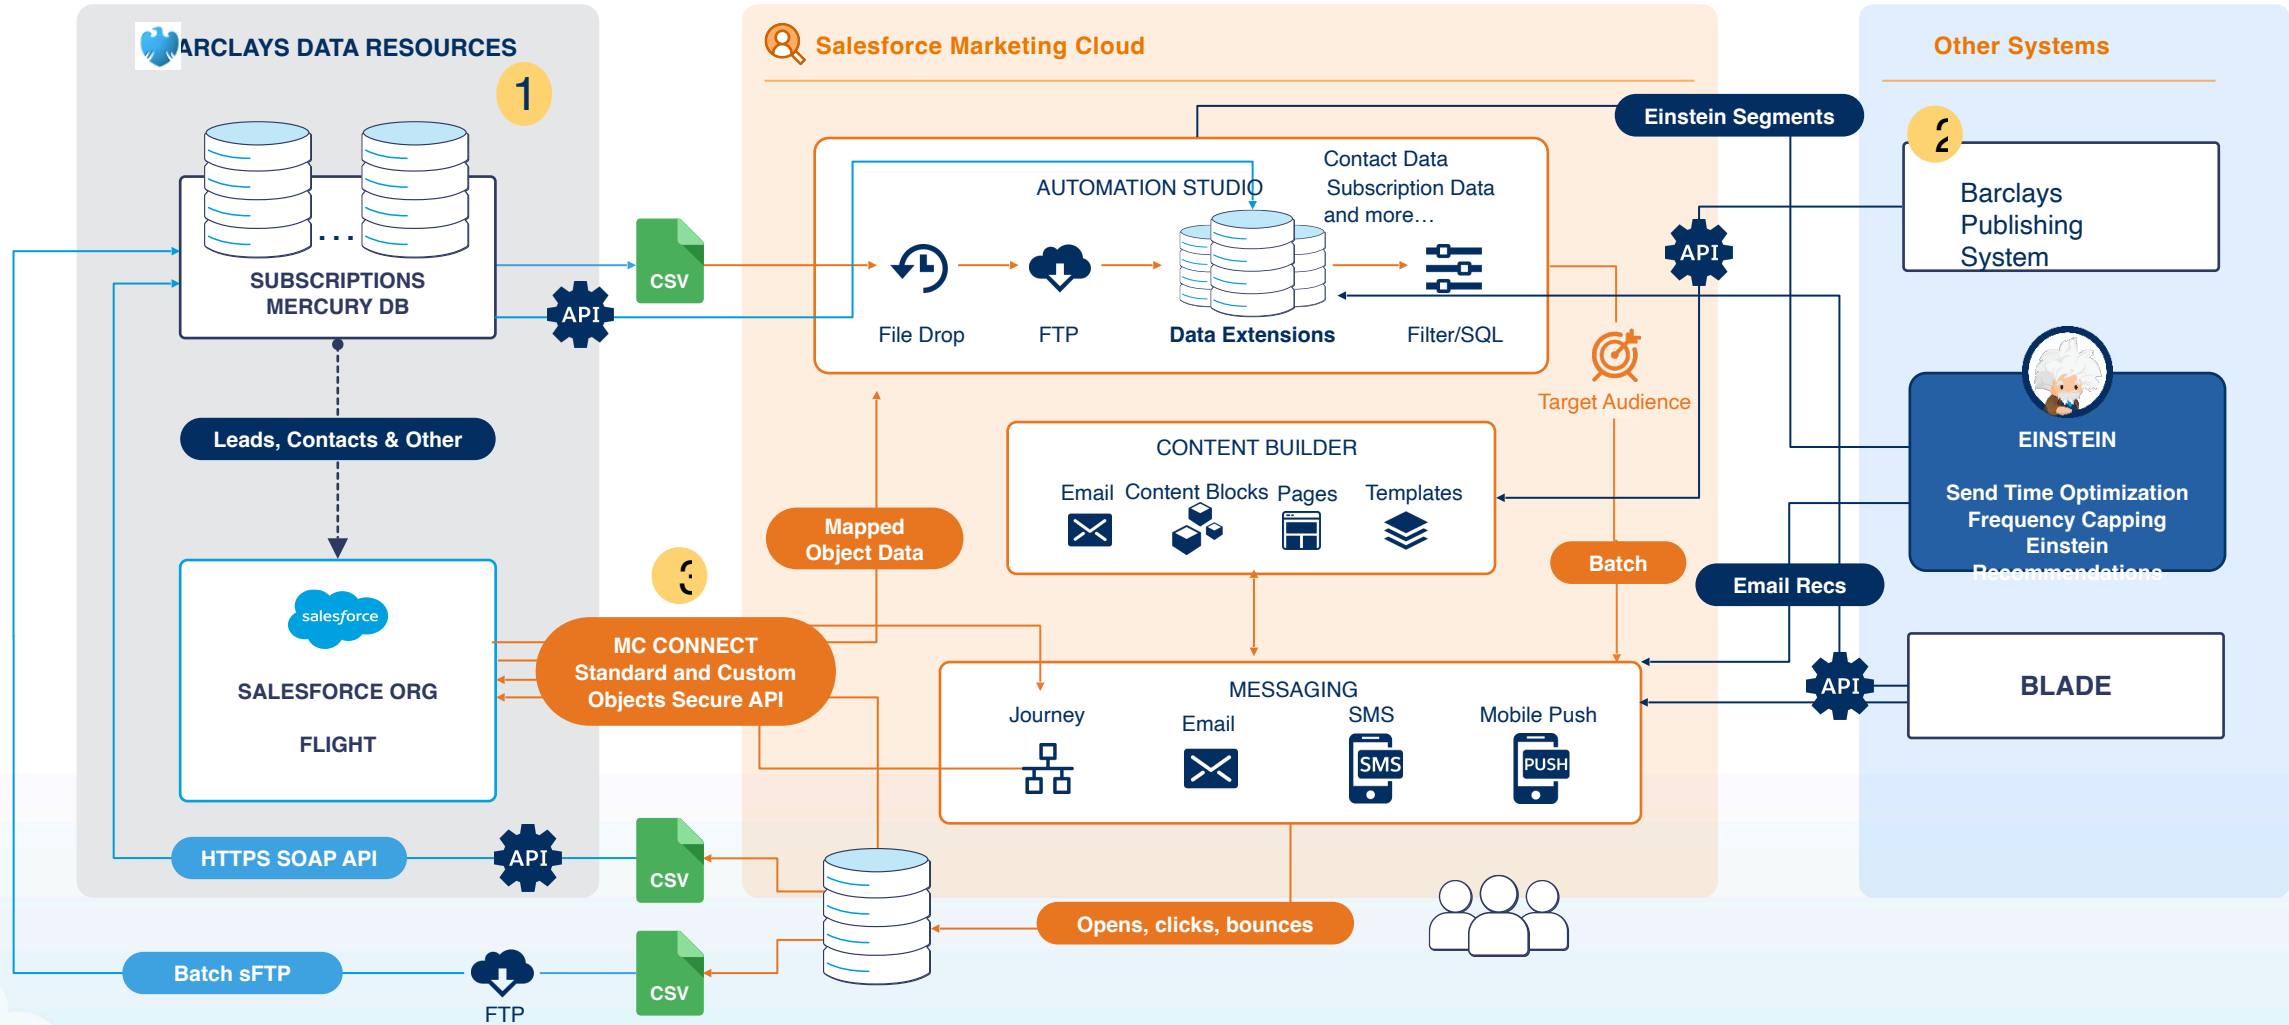 ARCLAYS DATA RESOURCES
1
SUBSCRIPTIONS
MERCURY DB
Leads, Contacts & Other
salesforce
SALESFORCE ORG
FLIGHT
HTTPS SOAP API
API
CSV
Batch sFTP
FTP
CSV
CSV
API
3
MC CONNECT
Standard and Custom
Objects Secure API
Salesforce Marketing Cloud
AUTOMATION STUDIO
Contact Data
Subscription Data
and more...
File Drop
FTP
Data Extensions
Filter/SQL
Target Audience
Mapped
Object Data
CONTENT BUILDER
Email
Content Blocks
Pages
Templates
Batch
MESSAGING
Journey
Email
SMS
SMS
Mobile Push
PUSH
Opens, clicks, bounces
Other Systems
Einstein Segments
2
Barclays
Publishing
System
API
EINSTEIN
Send Time Optimization
Frequency Capping
Einstein
Recommendations
Email Recs
API
BLADE